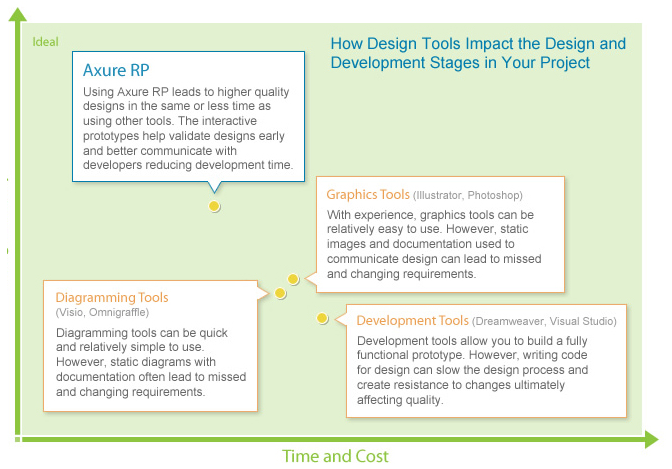 Ideal
How Design Tools Impact the Design and
Development Stages in Your Project
Axure RP
Using Axure RP leads to higher quality
designs in the same or less time as
using other tools. The interactive
prototypes help validate designs early
and better communicate with
developers reducing development time.
Graphics Tools (Illustrator, Photoshop)
With experience, graphics tools can be
relatively easy to use. However, static
images and documentation used to
communicate design can lead to missed
and changing requirements.
Diagramming Tools
(Visio, Omnigraffle)
Diagramming tools can be quick
and relatively simple to use.
However, static diagrams with
documentation often lead to missed
and changing requirements.
Development Tools (Dreamweaver, Visual Studio)
Development tools allow you to build a fully
functional prototype. However, writing code
for design can slow the design process and
create resistance to changes ultimately
affecting quality.
Time and Cost